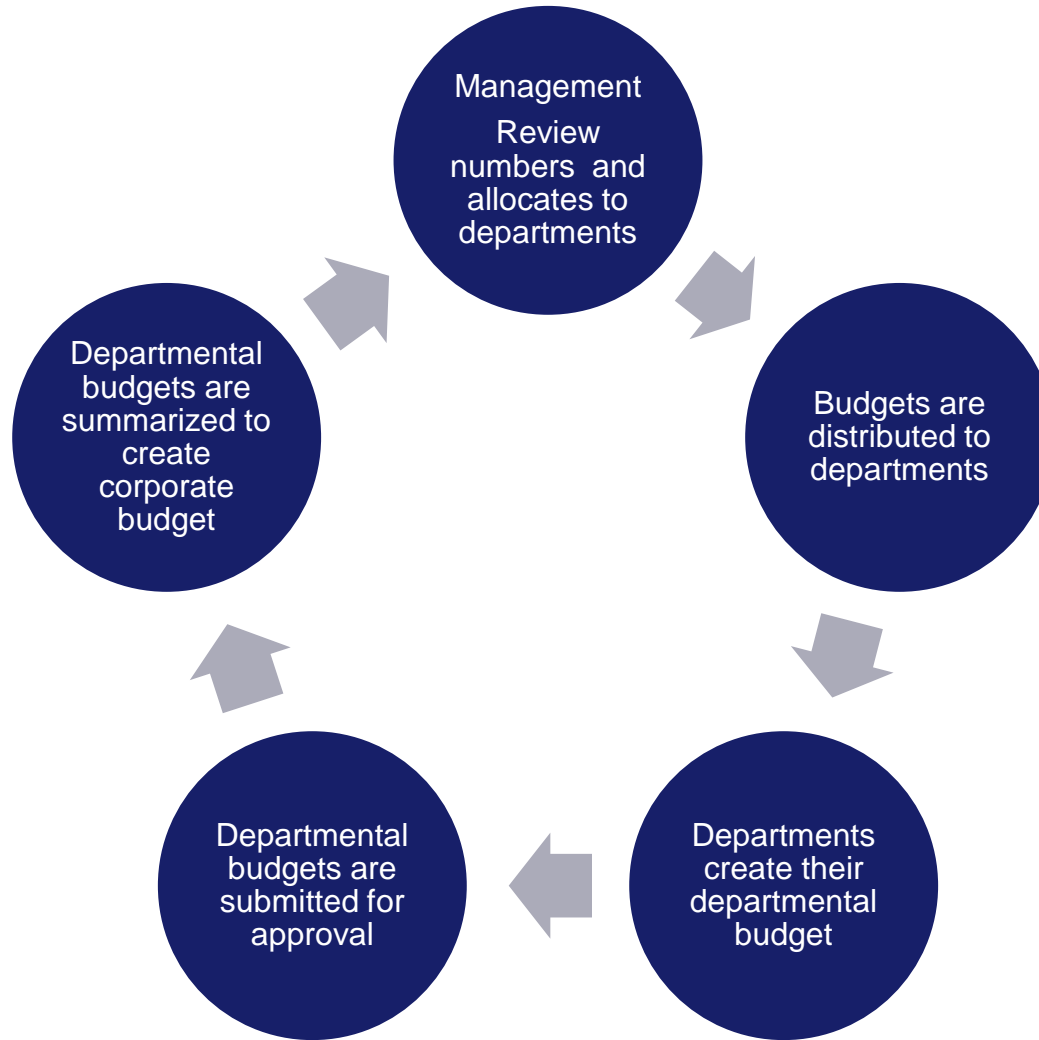 Management
Review
numbers  and
allocates to
departments
Budgets are
distributed to
departments
Departments
create their
departmental
budget
Departmental
budgets are
submitted for
approval
Departmental
budgets are
summarized to
create
corporate
budget